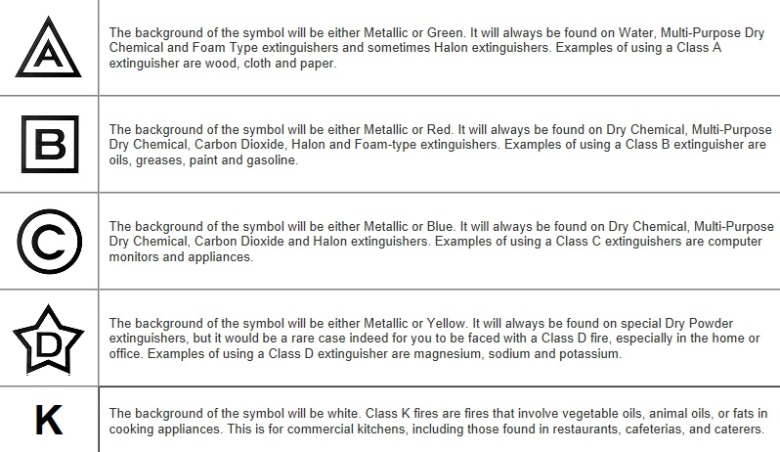 A
The background of the symbol will be either Metallic or Green. It will always be found on Water, Multi-Purpose Dry
Chemical and Foam Type extinguishers and sometimes Halon extinguishers. Examples of using a Class A
extinguisher are wood, cloth and paper.
B
The background of the symbol will be either Metallic or Red. It will always be found on Dry Chemical, Multi-Purpose
Dry Chemical, Carbon Dioxide, Halon and Foam-type extinguishers. Examples of using a Class B extinguisher are
oils, greases, paint and gasoline.
C
The background of the symbol will be either Metallic or Blue. It will always be found on Dry Chemical, Multi-Purpose
Dry Chemical, Carbon Dioxide and Halon extinguishers. Examples of using a Class C extinguishers are computer
monitors and appliances.
D
The background of the symbol will be either Metallic or Yellow. It will always be found on special Dry Powder
extinguishers, but it would be a rare case indeed for you to be faced with a Class D fire, especially in the home or
office. Examples of using a Class D extinguisher are magnesium, sodium and potassium.
K
The background of the symbol will be white. Class K fires are fires that involve vegetable oils, animal oils, or fats in
cooking appliances. This is for commercial kitchens, including those found in restaurants, cafeterias, and caterers.